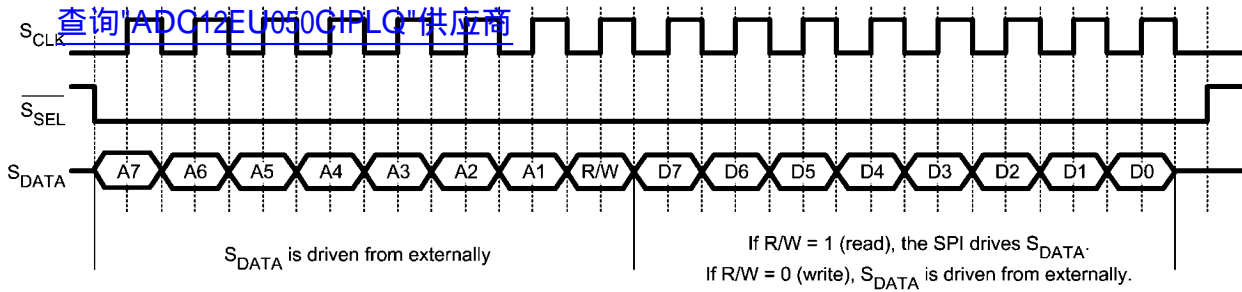 查询"ADC12EU050CIPLQ"供应商
SCLK
SSEL
SDATA A7 A6 A5 A4 A3 A2 A1 R/W D7 D6 D5 D4 D3 D2 D1 D0
SDATA is driven from externally
If R/W = 1 (read), the SPI drives SDATA.
If R/W = 0 (write), SDATA is driven from externally.